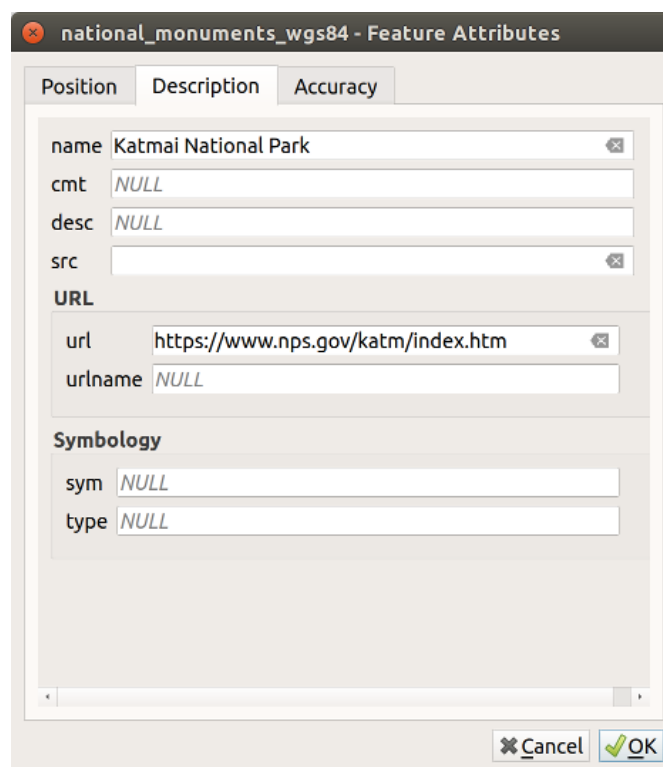 national_monuments_wgs84 - Feature Attributes
Position Description Accuracy
name Katmai National Park
cmt NULL
desc NULL
src
URL
url https://www.nps.gov/katm/index.htm
urlname NULL
Symbology
sym NULL
type NULL
Cancel OK